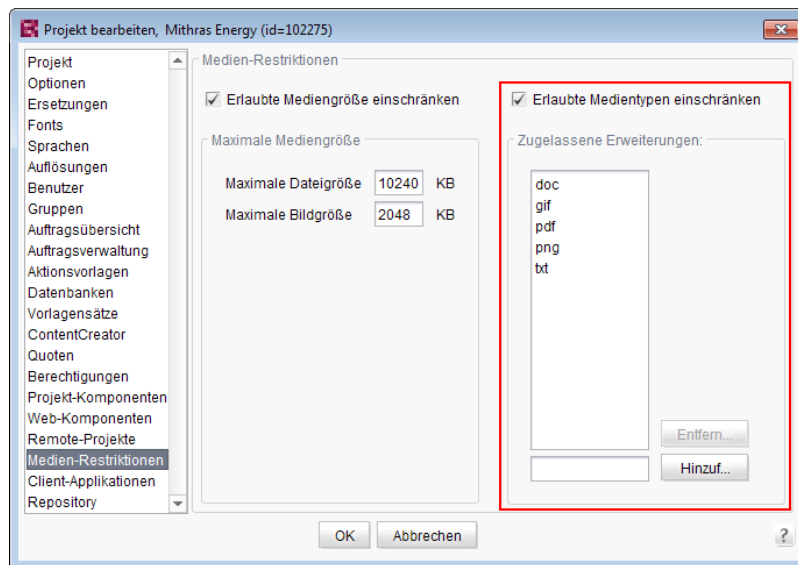 Projekt bearbeiten, Mithras Energy (id=102275)
Projekt
Optionen
Ersetzungen
Fonts
Sprachen
Auflösungen
Benutzer
Gruppen
Auftragsübersicht
Auftragsverwaltung
Aktionsvorlagen
Datenbanken
Vorlagensätze
ContentCreator
Quoten
Berechtigungen
Projekt-Komponenten
Web-Komponenten
Remote-Projekte
Medien-Restriktionen
Client-Applikationen
Repository
Medien-Restriktionen
Erlaubte Mediengröße einschränken
Maximale Mediengröße
Maximale Dateigröße 10240 KB
Maximale Bildgröße 2048 KB
Erlaubte Medientypen einschränken
Zugelassene Erweiterungen:
doc
gif
pdf
png
txt
Entfern...
Hinzuf...
OK Abbrechen ?